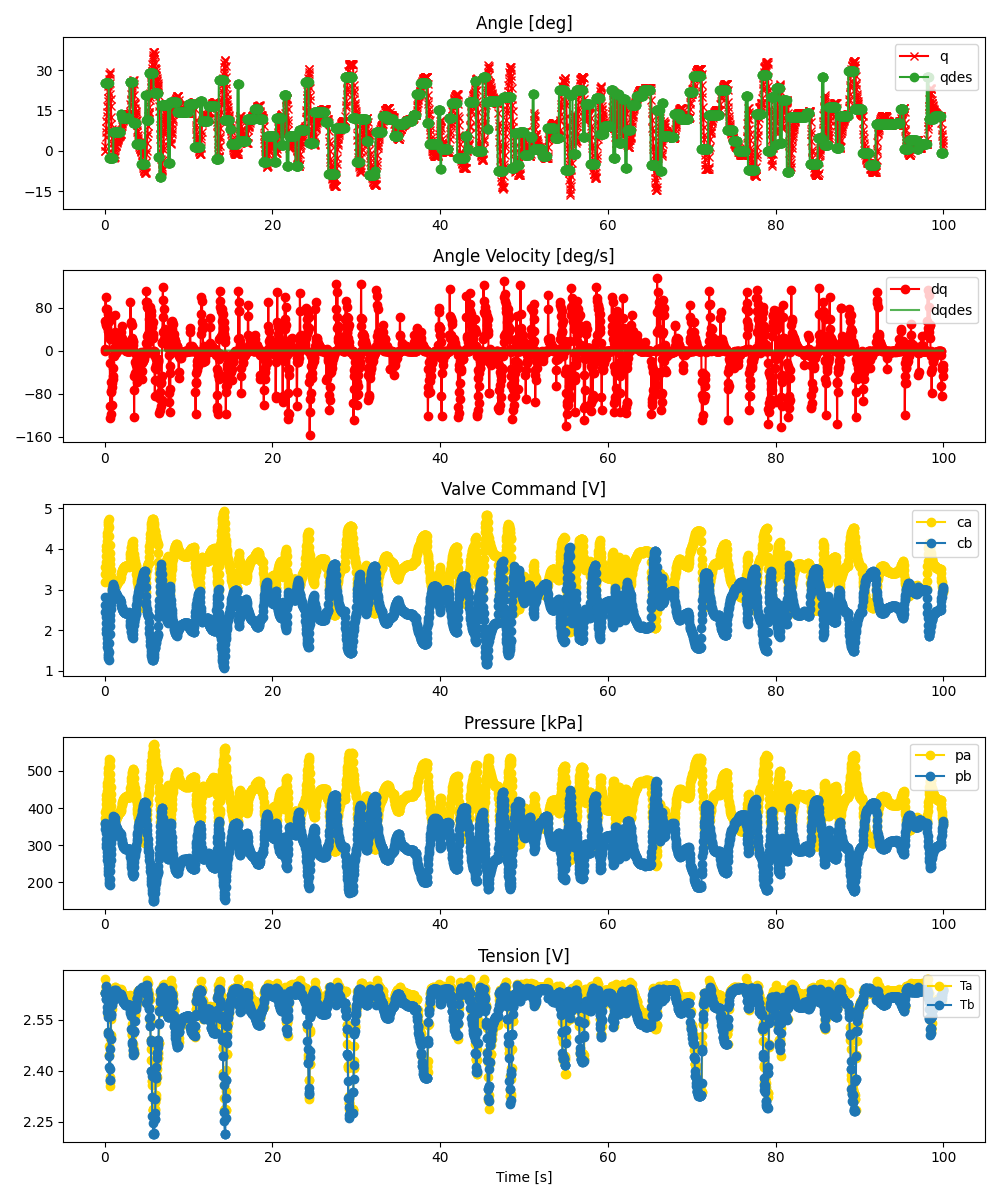 Angle [deg]
30
15
0
−15
q
qdes
0 20 40 60 80 100
Angle Velocity [deg/s]
80
0
−80
−160
dq
dqdes
0 20 40 60 80 100
Valve Command [V]
5
4
3
2
1
ca
cb
0 20 40 60 80 100
Pressure [kPa]
500
400
300
200
pa
pb
0 20 40 60 80 100
Tension [V]
2.55
2.40
2.25
Ta
Tb
0 20 40 60 80 100
Time [s]